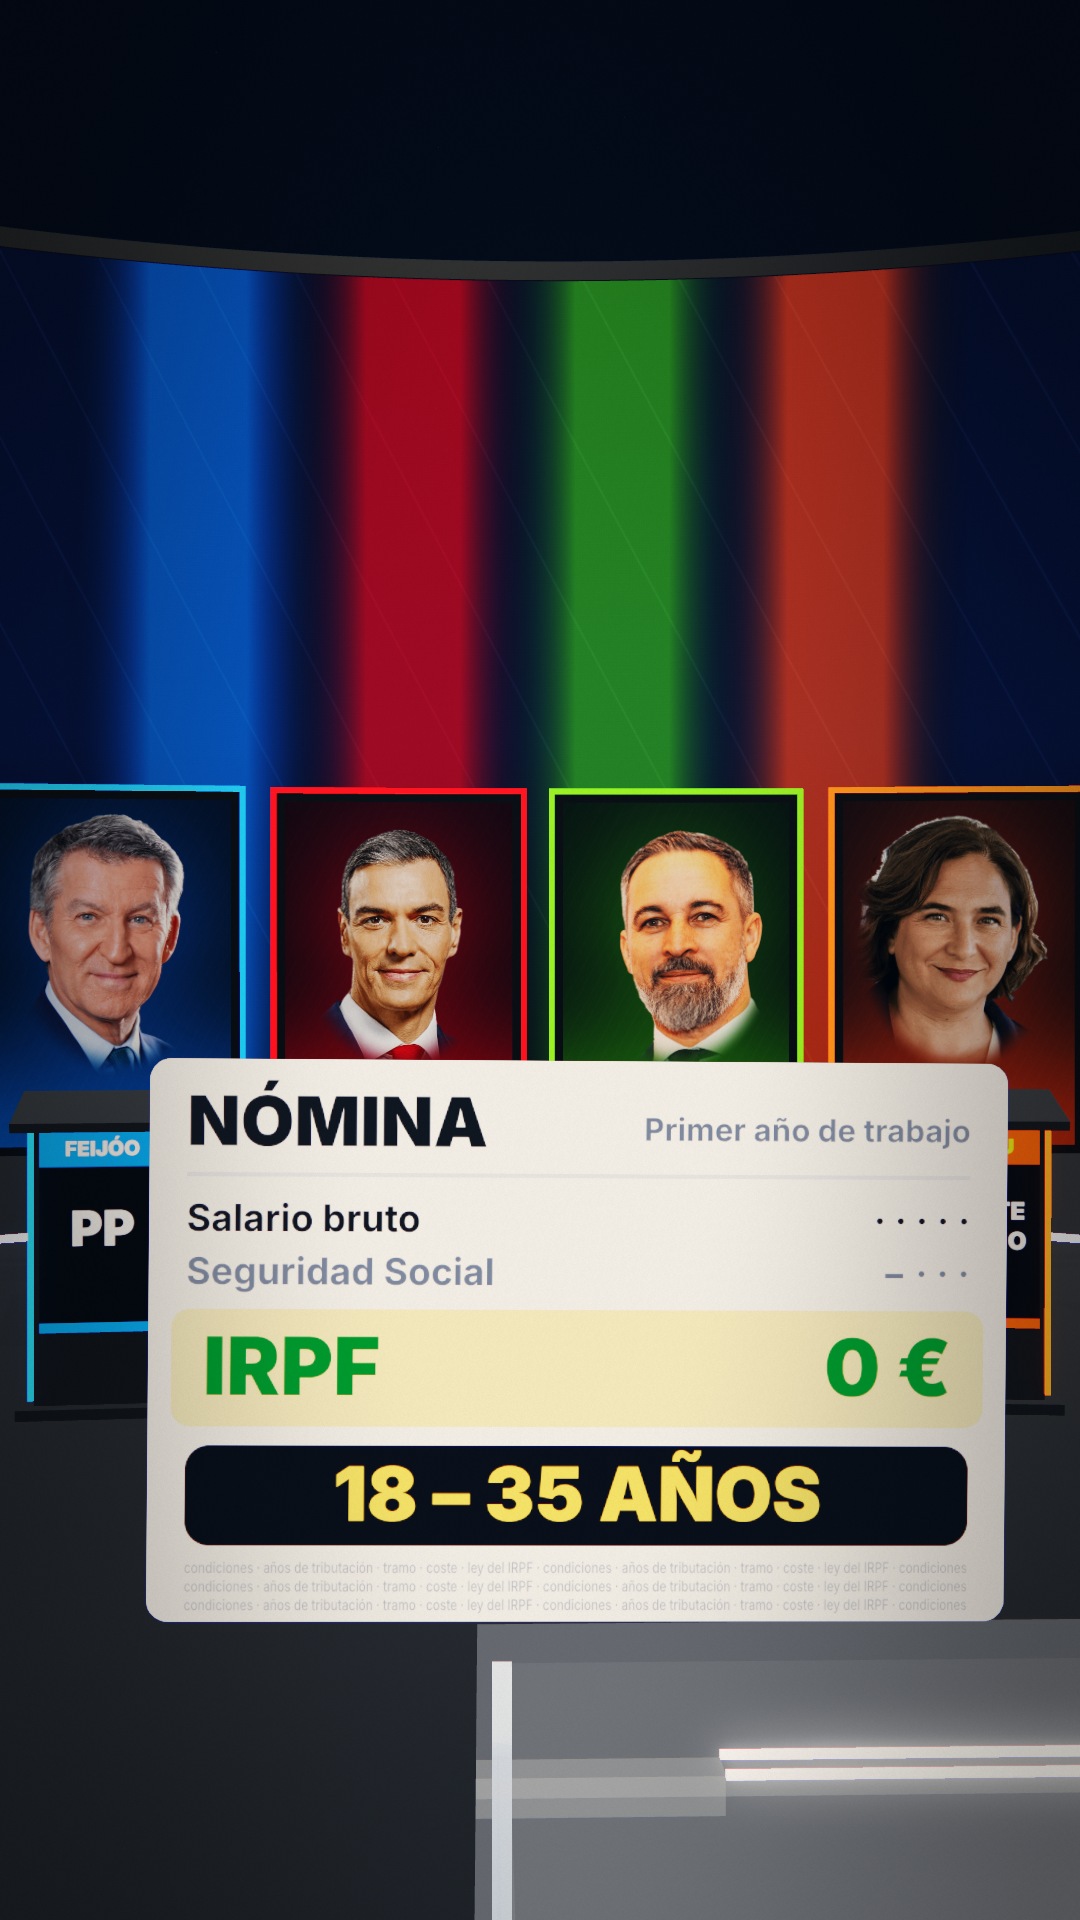 FEIJÓO
PP
NÓMINA
Primer año de trabajo
Salario bruto
.....
Seguridad Social
– ...
IRPF
0 €
18 – 35 AÑOS
condiciones · años de tributación · tramo · coste · ley del IRPF · condiciones · años de tributación · tramo · coste · ley del IRPF · condiciones
condiciones · años de tributación · tramo · coste · ley del IRPF · condiciones · años de tributación · tramo · coste · ley del IRPF · condiciones
condiciones · años de tributación · tramo · coste · ley del IRPF · condiciones · años de tributación · tramo · coste · ley del IRPF · condiciones